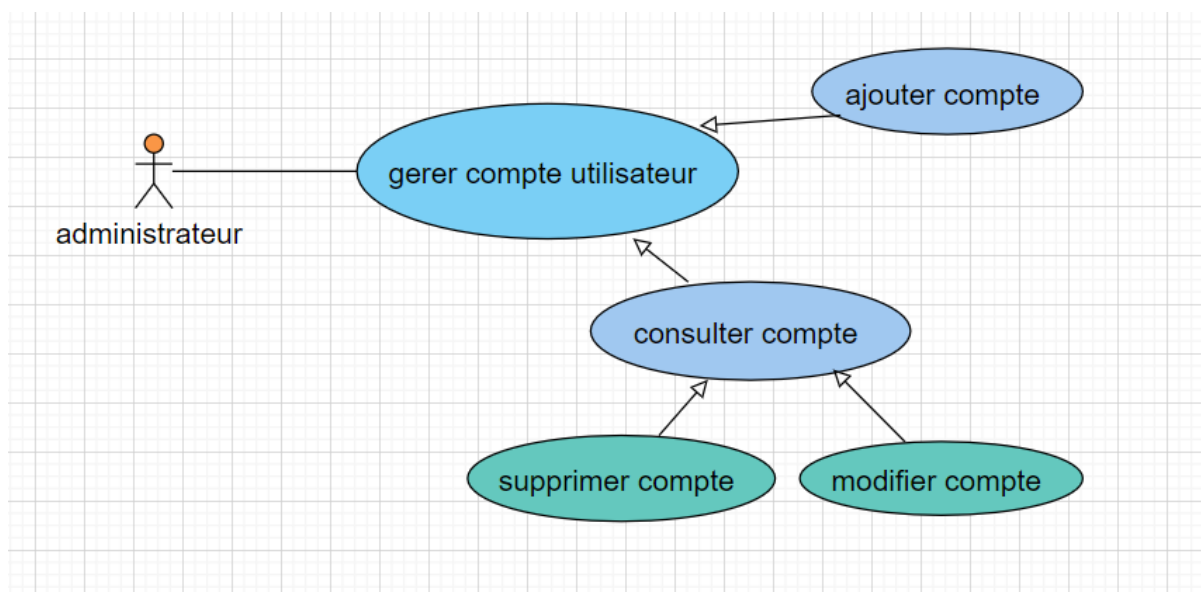 ajouter compte
gerer compte utilisateur
administrateur
consulter compte
supprimer compte
modifier compte